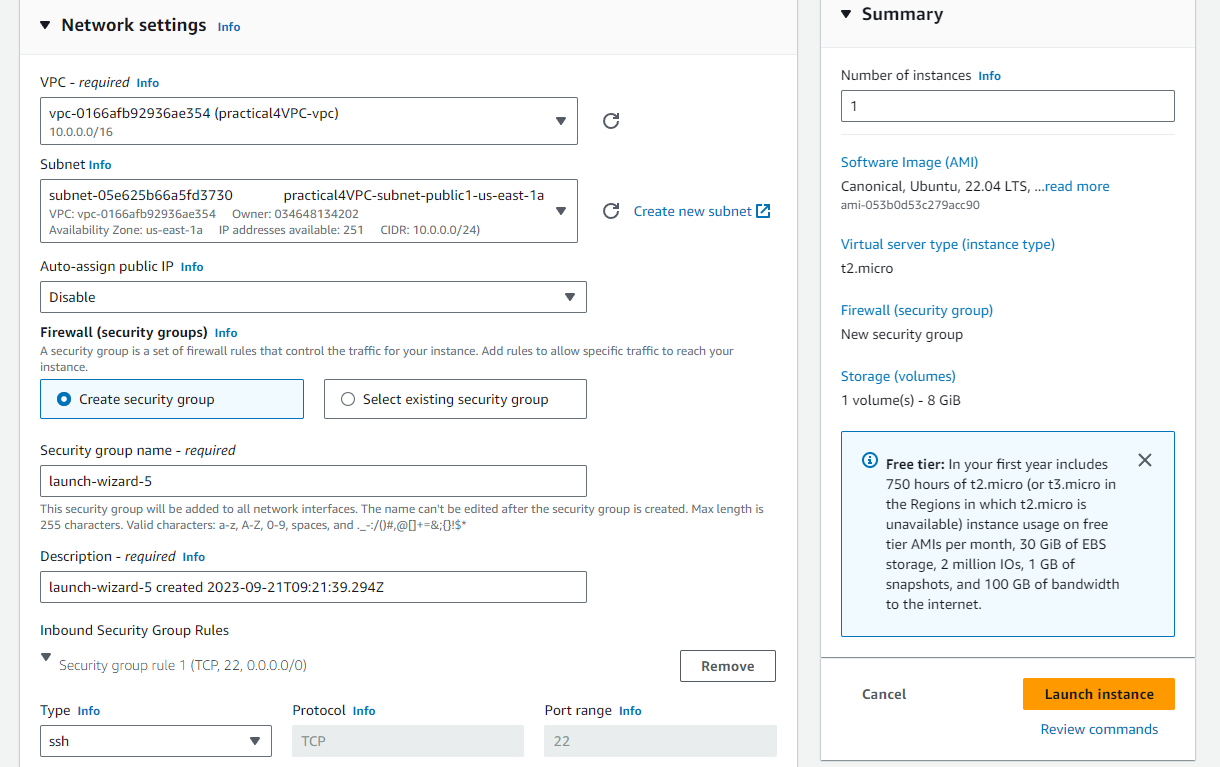 Network settings Info
VPC - required Info
vpc-0166afb92936ae354 (practical4VPC-vpc)
10.0.0.0/16
Subnet Info
subnet-05e625b66a5fd3730 practical4VPC-subnet-public1-us-east-1a
VPC: vpc-0166afb92936ae354 Owner: 034648134202
Availability Zone: us-east-1a IP addresses available: 251 CIDR: 10.0.0.0/24)
Create new subnet
Auto-assign public IP Info
Disable
Firewall (security groups) Info
A security group is a set of firewall rules that control the traffic for your instance. Add rules to allow specific traffic to reach your
instance.
Create security group
Select existing security group
Security group name - required
launch-wizard-5
This security group will be added to all network interfaces. The name can't be edited after the security group is created. Max length is
255 characters. Valid characters: a-z, A-Z, 0-9, spaces, and ._-:/()#,@[]+=&;{}!$*
Description - required Info
launch-wizard-5 created 2023-09-21T09:21:39.294Z
Inbound Security Group Rules
Security group rule 1 (TCP, 22, 0.0.0.0/0)
Remove
Type Info
ssh
Protocol Info
TCP
Port range Info
22
Summary
Number of instances Info
1
Software Image (AMI)
Canonical, Ubuntu, 22.04 LTS, ...read more
ami-053b0d53c279acc90
Virtual server type (instance type)
t2.micro
Firewall (security group)
New security group
Storage (volumes)
1 volume(s) - 8 GiB
Free tier: In your first year includes
750 hours of t2.micro (or t3.micro in
the Regions in which t2.micro is
unavailable) instance usage on free
tier AMIs per month, 30 GiB of EBS
storage, 2 million IOs, 1 GB of
snapshots, and 100 GB of bandwidth
to the internet.
Cancel
Launch instance
Review commands